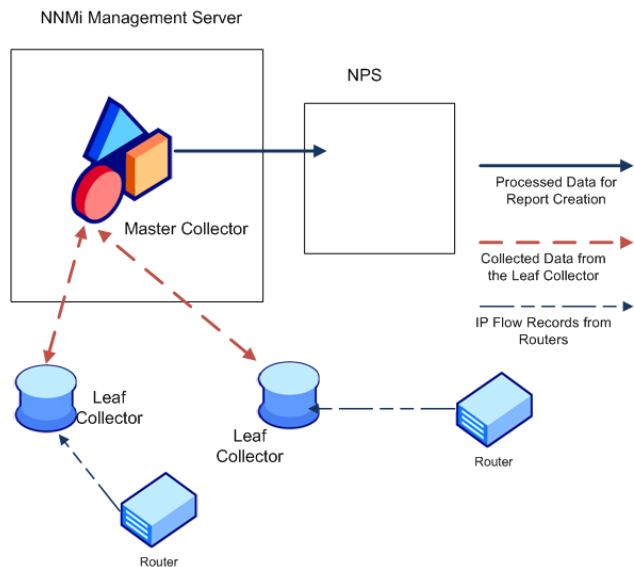 NNMi Management Server
NPS
Master Collector
Processed Data for
Report Creation
Collected Data from
the Leaf Collector
IP Flow Records from
Routers
Leaf
Collector
Leaf
Collector
Router
Router